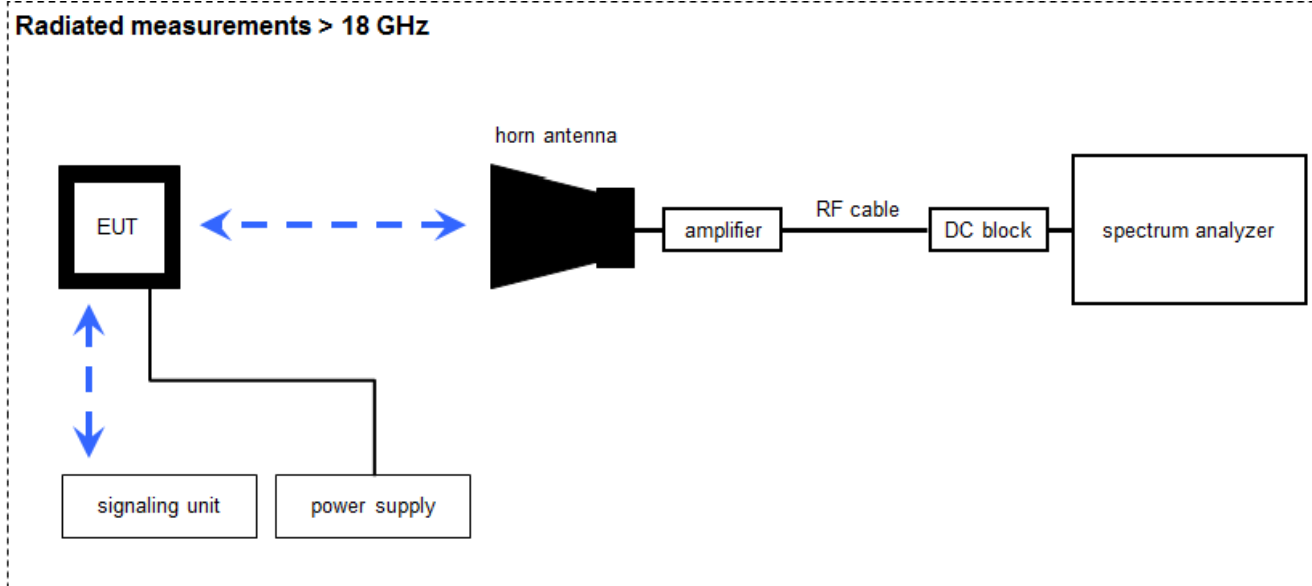 Radiated measurements > 18 GHz
horn antenna
EUT
amplifier
RF cable
DC block
spectrum analyzer
signaling unit
power supply